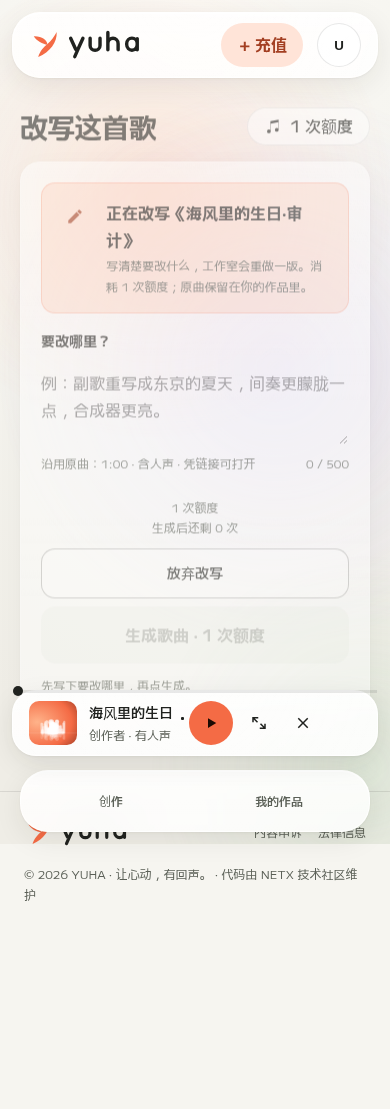 yuha
+ 充值
U
改写这首歌
1 次额度
正在改写《海风里的生日·审
计》
写清楚要改什么，工作室会重做一版。消
耗 1 次额度；原曲保留在你的作品里。
要改哪里？
例：副歌重写成东京的夏天，间奏更朦胧一
点，合成器更亮。
沿用原曲：1:00 · 含人声 · 凭链接可打开
0 / 500
1 次额度
生成后还剩 0 次
放弃改写
生成歌曲 · 1 次额度
先写下要改哪里，再点生成。
海风里的生日 ·
创作者 · 有人声
创作
我的作品
yuha
内容申诉
法律信息
© 2026 YUHA · 让心动，有回声。 · 代码由 NETX 技术社区维
护